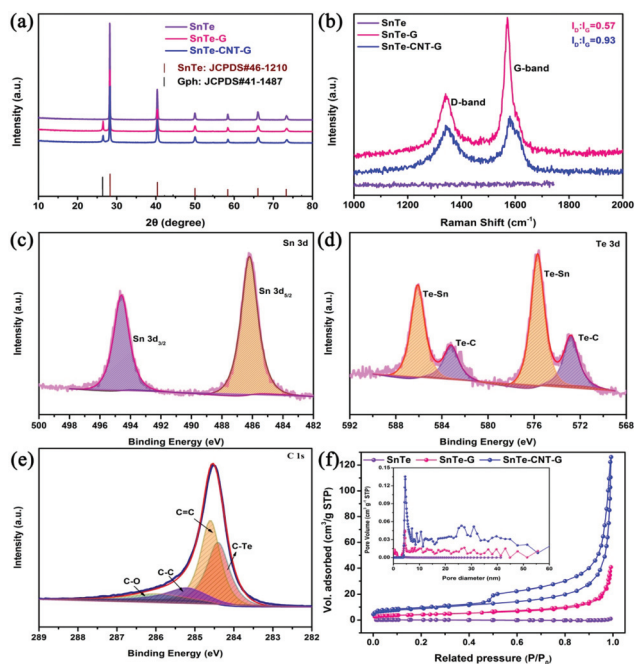 (a)
SnTe
SnTe-G
SnTe-CNT-G
SnTe: JCPDS#46-1210
Gph: JCPDS#41-1487
Intensity (a.u.)
10 20 30 40 50 60 70 80
2θ (degree)
(b)
SnTe
SnTe-G
SnTe-CNT-G
I_D:I_G=0.57
I_D:I_G=0.93
G-band
D-band
Intensity (a.u.)
1000 1200 1400 1600 1800 2000
Raman Shift (cm⁻¹)
(c)
Sn 3d
Sn 3d5/2
Sn 3d3/2
Intensity (a.u.)
500 498 496 494 492 490 488 486 484 482
Binding Energy (eV)
(d)
Te 3d
Te-Sn
Te-Sn
Te-C
Te-C
Intensity (a.u.)
592 588 584 580 576 572 568
Binding Energy (eV)
(e)
C 1s
C=C
C-Te
C-C
C-O
Intensity (a.u.)
289 288 287 286 285 284 283 282
Binding Energy (eV)
(f)
SnTe
SnTe-G
SnTe-CNT-G
Vol. adsorbed (cm³/g STP)
120
100
80
60
40
20
0
Pore Volume (cm³ g⁻¹ STP)
0.15
0.12
0.09
0.06
0.03
0.00
0 10 20 30 40 50 60
Pore diameter (nm)
0.0 0.2 0.4 0.6 0.8 1.0
Related pressure (P/P₀)